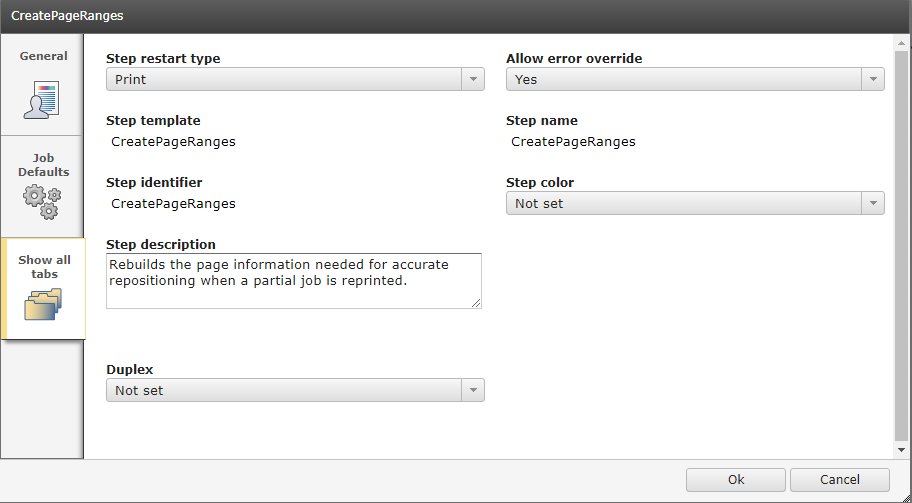 CreatePageRanges
General
Job
Defaults
Show all
tabs
Step restart type
Allow error override
Print
Yes
Step template
Step name
CreatePageRanges
CreatePageRanges
Step identifier
Step color
CreatePageRanges
Not set
Step description
Rebuilds the page information needed for accurate
repositioning when a partial job is reprinted.
Duplex
Not set
Ok
Cancel